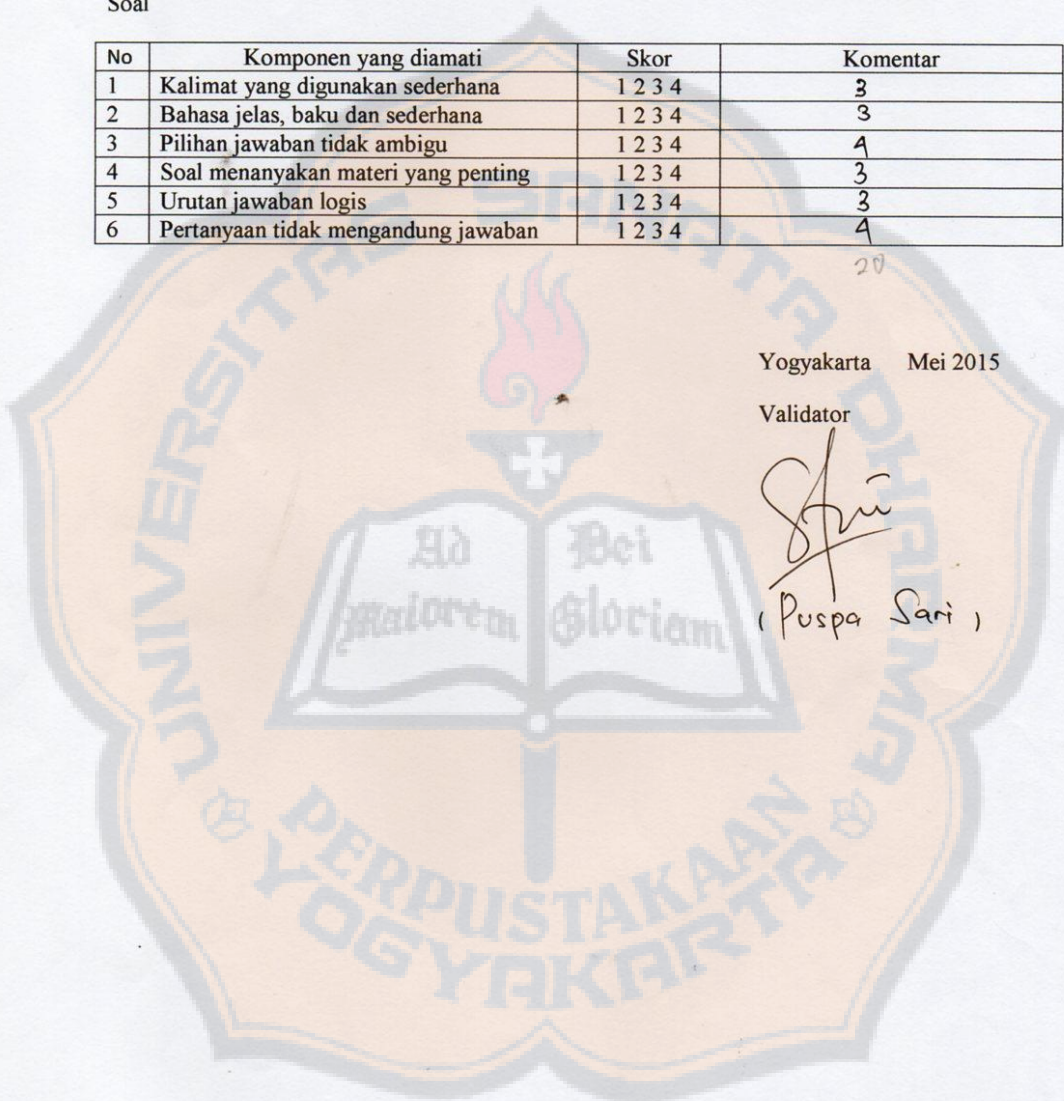 Soal
No Komponen yang diamati Skor Komentar
1 Kalimat yang digunakan sederhana 1 2 3 4 3
2 Bahasa jelas, baku dan sederhana 1 2 3 4 3
3 Pilihan jawaban tidak ambigu 1 2 3 4 4
4 Soal menanyakan materi yang penting 1 2 3 4 3
5 Urutan jawaban logis 1 2 3 4 3
6 Pertanyaan tidak mengandung jawaban 1 2 3 4 4
20
Yogyakarta Mei 2015
Validator
( Puspa Sari )
UNIVERSITAS SANATA DHARMA
Ad Dei
maiorem Gloriam
PERPUSTAKAAN
YOGYAKARTA